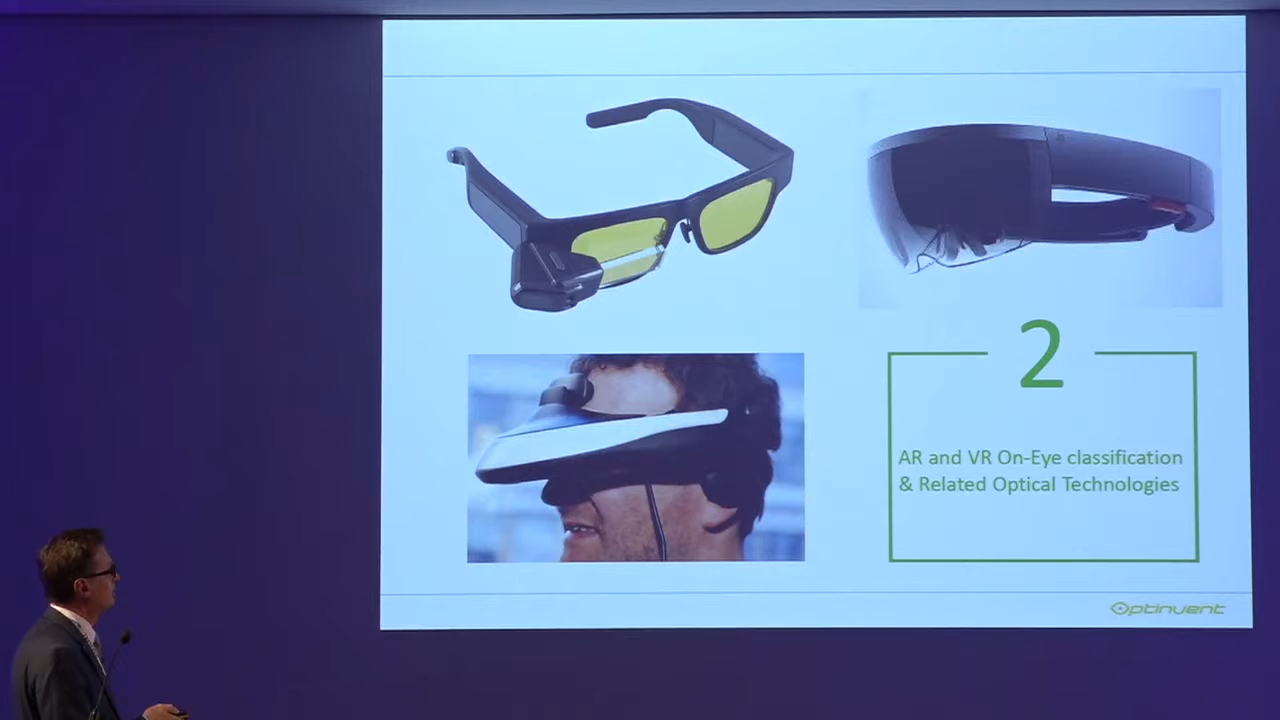 2
AR and VR On-Eye classification
& Related Optical Technologies
Optinvent